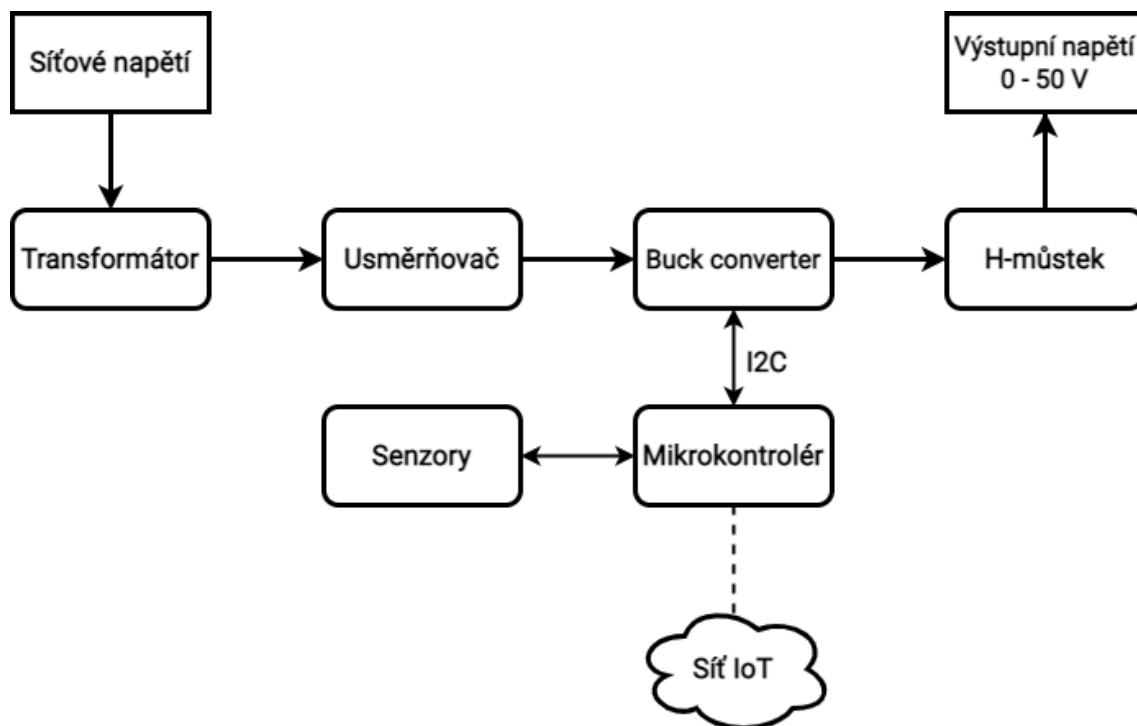 Síťové napětí
Výstupní napětí
0 - 50 V
Transformátor
Usměrňovač
Buck converter
H-můstek
I2C
Senzory
Mikrokontrolér
Síť IoT